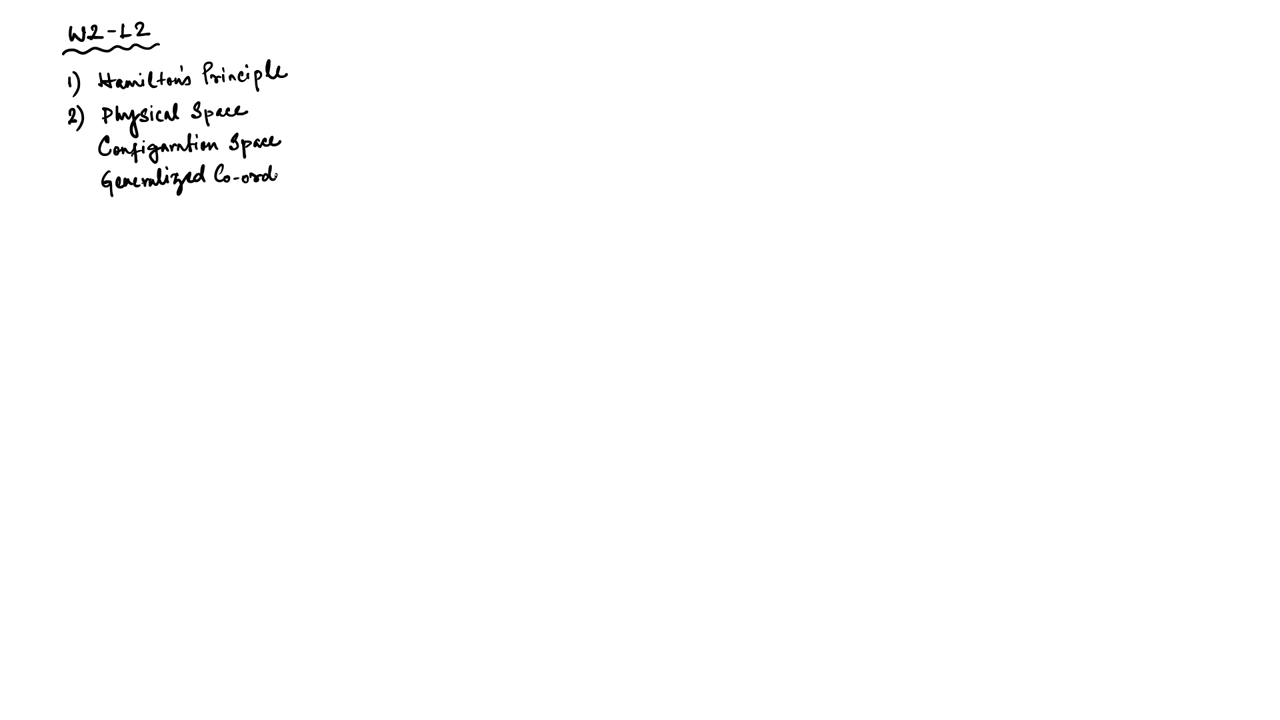 W2-L2
1) Hamilton's Principle
2) Physical Space
Configuration Space
Generalized Co-ord